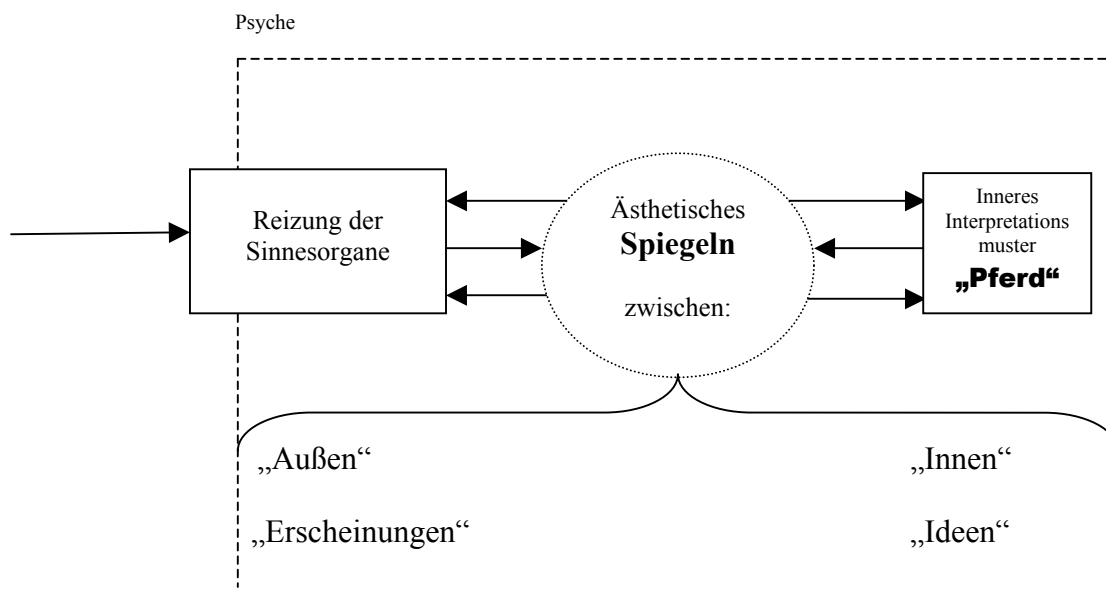 Psyche
Reizung der
Sinnesorgane
Ästhetisches
Spiegeln
zwischen:
Inneres
Interpretations
muster
„Pferd“
„Außen“
„Innen“
„Erscheinungen“
„Ideen“